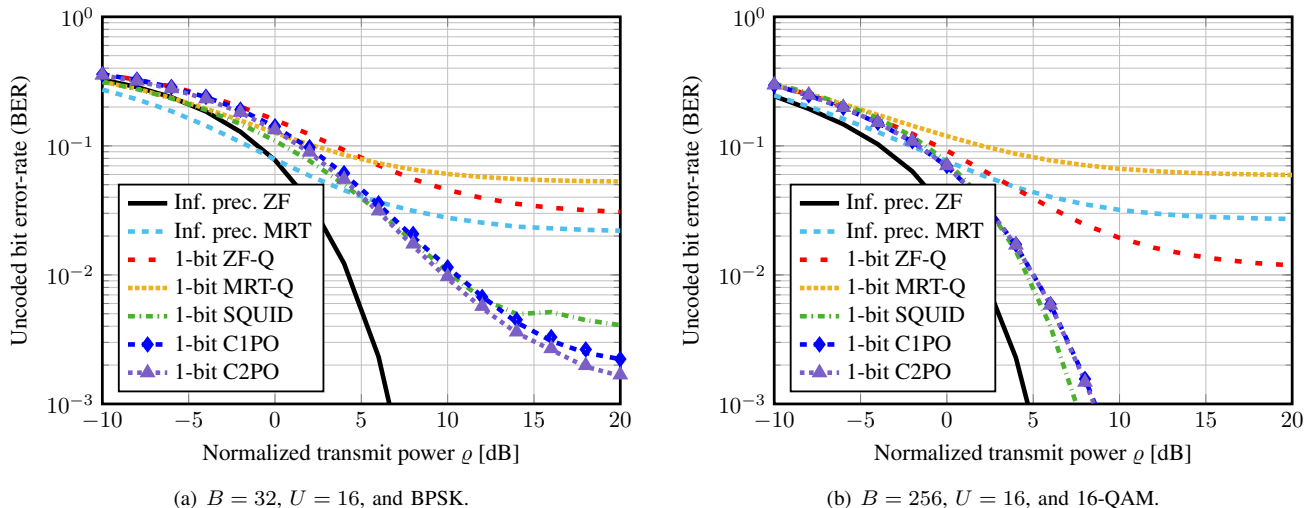 10^0
10^−1
10^−2
10^−3
Uncoded bit error-rate (BER)
Inf. prec. ZF
Inf. prec. MRT
1-bit ZF-Q
1-bit MRT-Q
1-bit SQUID
1-bit C1PO
1-bit C2PO
−10 −5 0 5 10 15 20
Normalized transmit power ϱ [dB]
(a) B = 32, U = 16, and BPSK.
10^0
10^−1
10^−2
10^−3
Uncoded bit error-rate (BER)
Inf. prec. ZF
Inf. prec. MRT
1-bit ZF-Q
1-bit MRT-Q
1-bit SQUID
1-bit C1PO
1-bit C2PO
−10 −5 0 5 10 15 20
Normalized transmit power ϱ [dB]
(b) B = 256, U = 16, and 16-QAM.